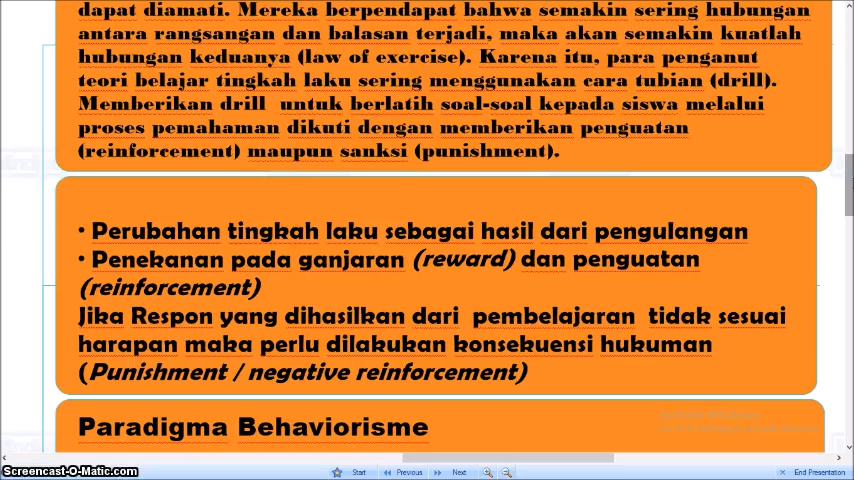 dapat diamati. Mereka berpendapat bahwa semakin sering hubungan
antara rangsangan dan balasan terjadi, maka akan semakin kuatlah
hubungan keduanya (law of exercise). Karena itu, para penganut
teori belajar tingkah laku sering menggunakan cara tubian (drill).
Memberikan drill untuk berlatih soal-soal kepada siswa melalui
proses pemahaman dikuti dengan memberikan penguatan
(reinforcement) maupun sanksi (punishment).
• Perubahan tingkah laku sebagai hasil dari pengulangan
• Penekanan pada ganjaran (reward) dan penguatan
(reinforcement)
Jika Respon yang dihasilkan dari pembelajaran tidak sesuai
harapan maka perlu dilakukan konsekuensi hukuman
(Punishment / negative reinforcement)
Paradigma Behaviorisme
Screencast-O-Matic.com
Start
Previous
Next
End Presentation